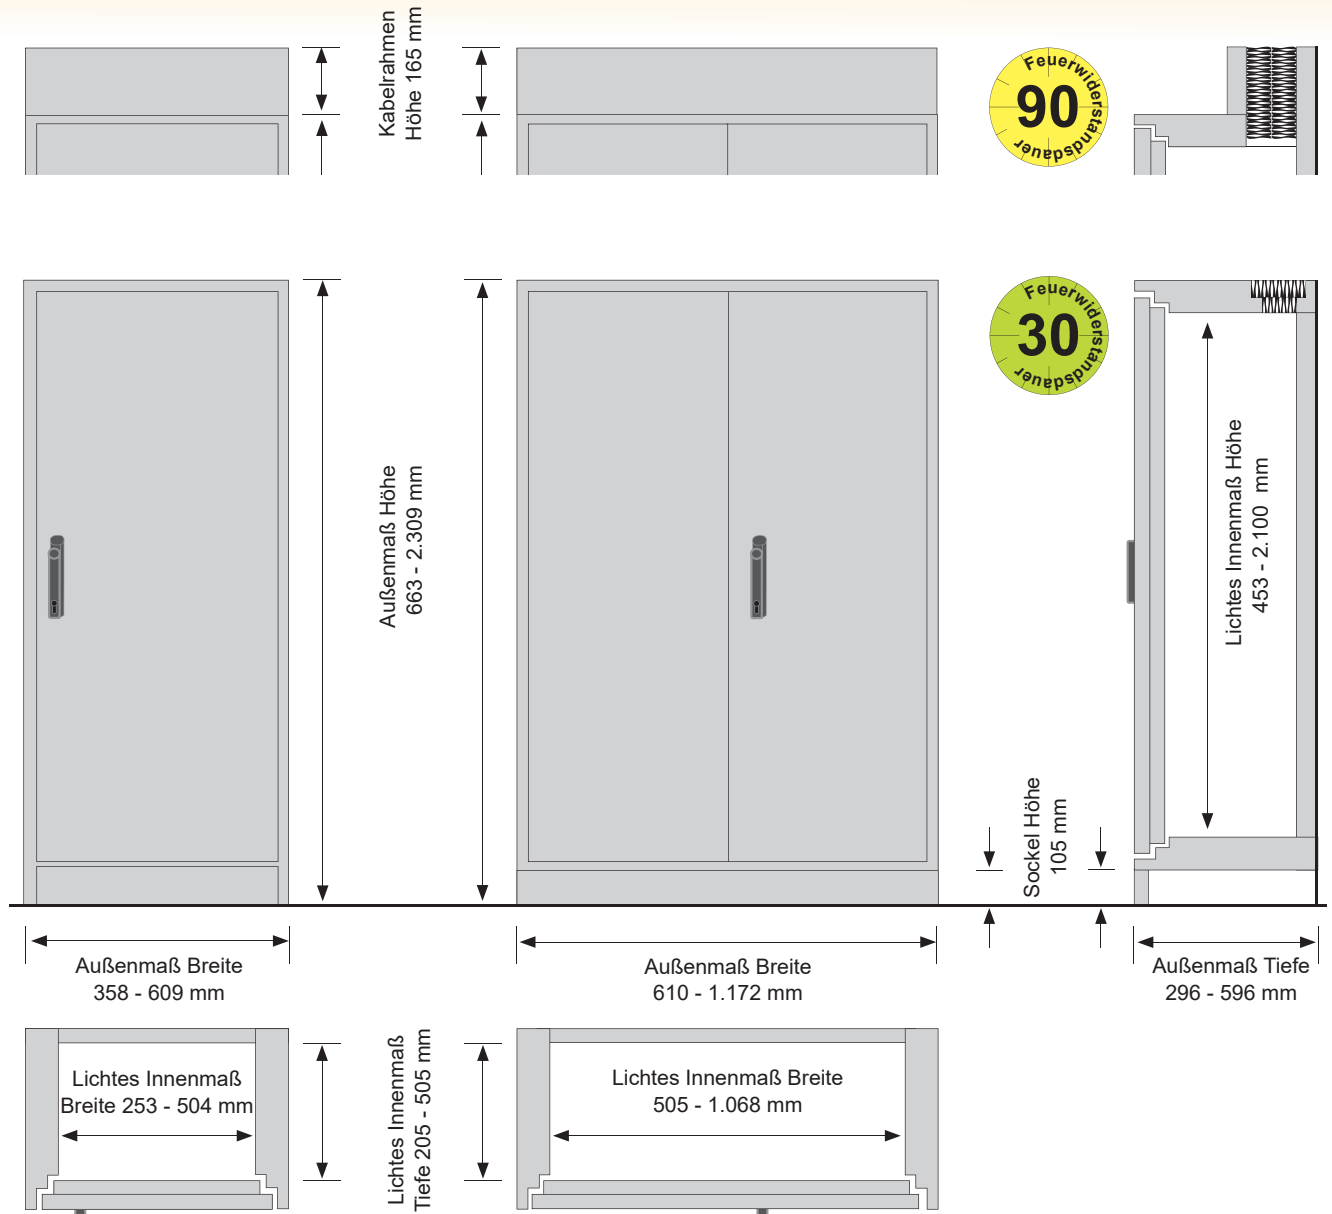 Kabelrahmen
Höhe 165 mm
Feuerwiderstandsdauer
90
Außenmaß Höhe
663 - 2.309 mm
Feuerwiderstandsdauer
30
Lichtes Innenmaß Höhe
453 - 2.100 mm
Sockel Höhe
105 mm
Außenmaß Breite
358 - 609 mm
Außenmaß Breite
610 - 1.172 mm
Außenmaß Tiefe
296 - 596 mm
Lichtes Innenmaß
Breite 253 - 504 mm
Lichtes Innenmaß
Tiefe 205 - 505 mm
Lichtes Innenmaß Breite
505 - 1.068 mm